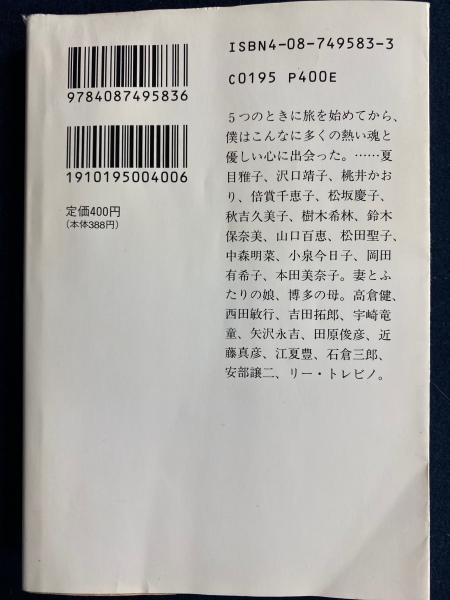 ISBN4-08-749583-3
C0195 P400E
9784087495836
1910195004006
定価400円
(本体388円)
5つのときに旅を始めてから、
僕はこんなに多くの熱い魂と
優しい心に出会った。……夏
目雅子、沢口靖子、桃井かお
り、倍賞千恵子、松坂慶子、
秋吉久美子、樹木希林、鈴木
保奈美、山口百恵、松田聖子、
中森明菜、小泉今日子、岡田
有希子、本田美奈子。妻とふ
たりの娘、博多の母。高倉健、
西田敏行、吉田拓郎、宇崎竜
童、矢沢永吉、田原俊彦、近
藤真彦、江夏豊、石倉三郎、
安部譲二、リー・トレビノ。